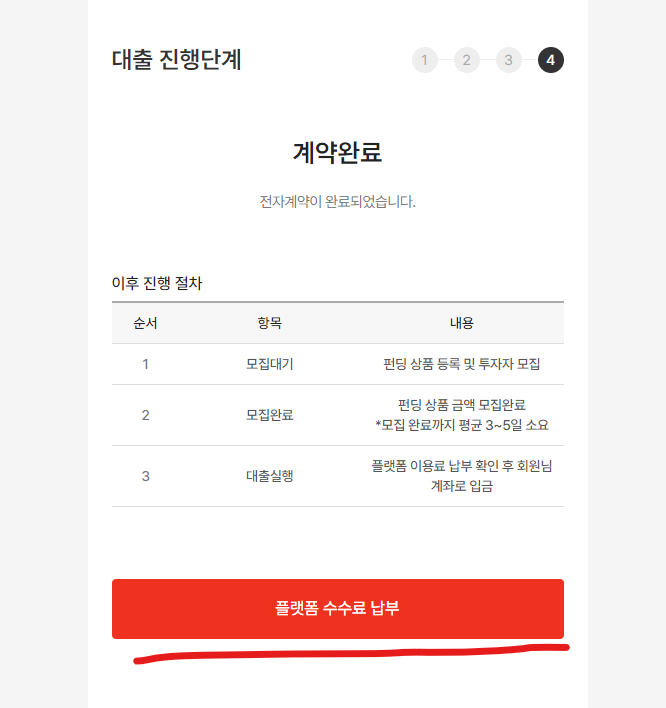 대출 진행단계
1 2 3 4
계약완료
전자계약이 완료되었습니다.
이후 진행 절차
순서 항목 내용
1 모집대기 펀딩 상품 등록 및 투자자 모집
2 모집완료 펀딩 상품 금액 모집완료
*모집 완료까지 평균 3~5일 소요
3 대출실행 플랫폼 이용료 납부 확인 후 회원님
계좌로 입금
플랫폼 수수료 납부